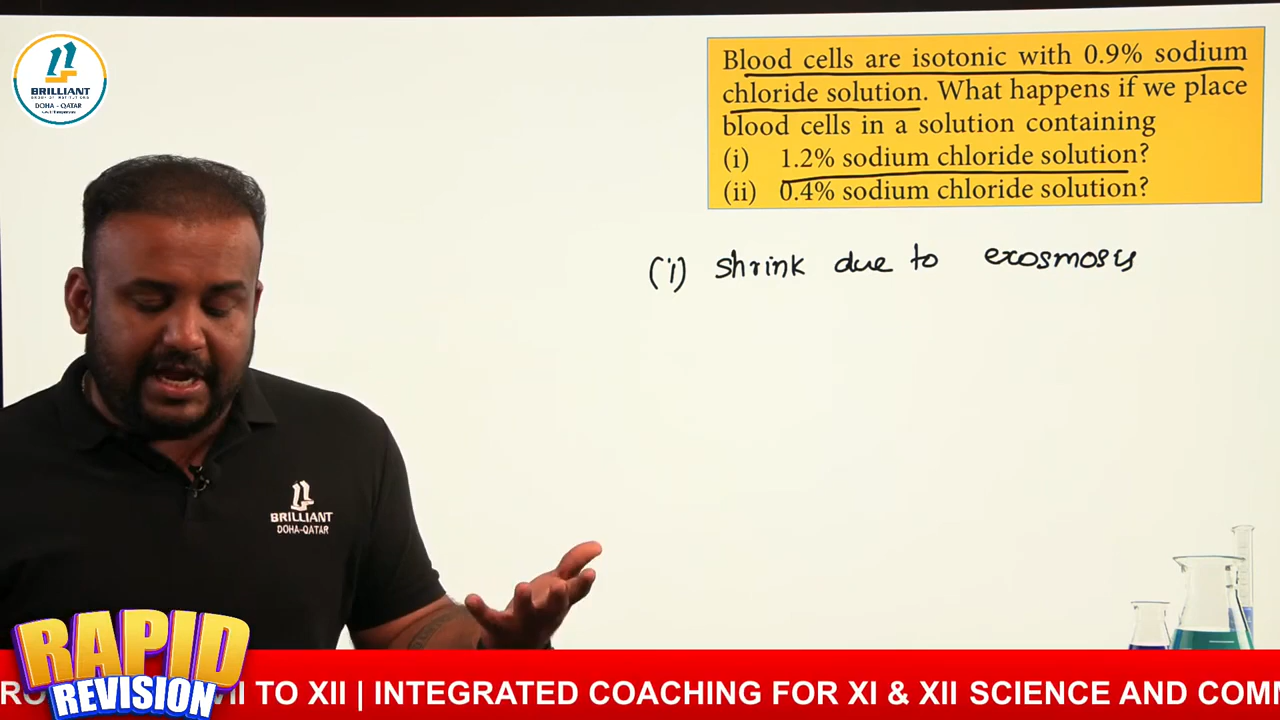 BRILLIANT
DOHA - QATAR
Blood cells are isotonic with 0.9% sodium
chloride solution. What happens if we place
blood cells in a solution containing
(i) 1.2% sodium chloride solution?
(ii) 0.4% sodium chloride solution?
(i) shrink due to exosmosis
BRILLIANT
DOHA-QATAR
RAPID
REVISION
II TO XII | INTEGRATED COACHING FOR XI & XII SCIENCE AND COMM